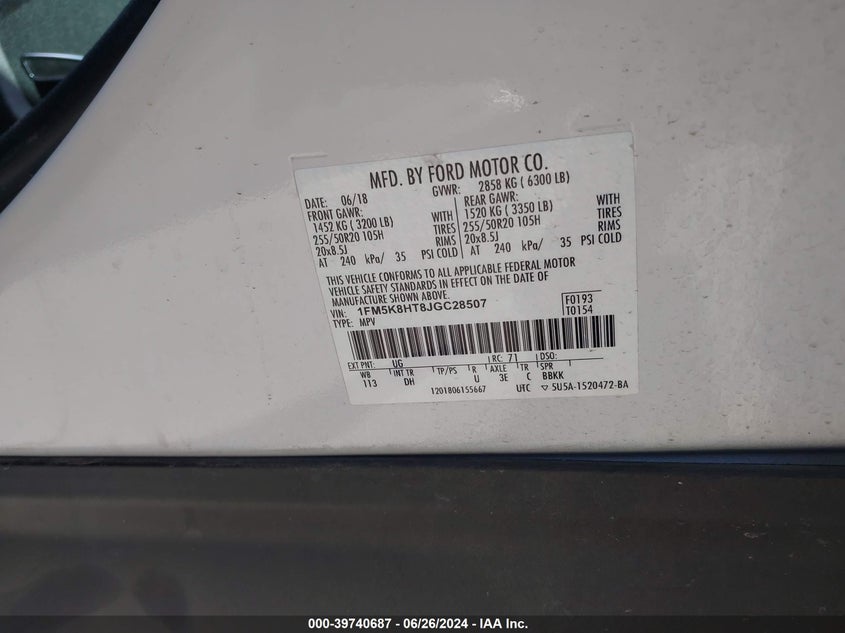 MFD. BY FORD MOTOR CO.
DATE: 06/18 GVWR: 2858 KG ( 6300 LB)
FRONT GAWR: REAR GAWR:
1452 KG ( 3200 LB) WITH 1520 KG ( 3350 LB) WITH
255/50R20 105H TIRES 255/50R20 105H TIRES
20x8.5J RIMS 20x8.5J RIMS
AT 240 kPa/ 35 PSI COLD AT 240 kPa/ 35 PSI COLD
THIS VEHICLE CONFORMS TO ALL APPLICABLE FEDERAL MOTOR
VEHICLE SAFETY STANDARDS IN EFFECT ON THE DATE OF
MANUFACTURE SHOWN ABOVE.
VIN: 1FM5K8HT8JGC28507 F0193
TYPE: MPV T0154
EXT PNT: UG RC: 71 DSO:
WB INT TR TP/PS R AXLE TR SPR
113 DH U 3E C BBKK
1201806155667 UTC ▽ 5U5A-1520472-BA
000-39740687 - 06/26/2024 - IAA Inc.